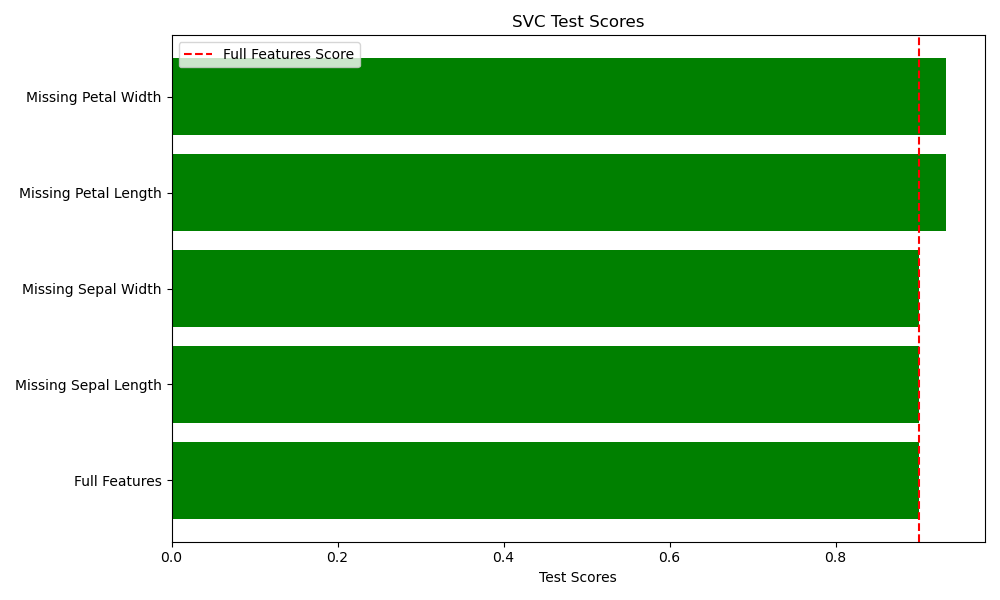 SVC Test Scores
Full Features Score
Missing Petal Width
Missing Petal Length
Missing Sepal Width
Missing Sepal Length
Full Features
0.0 0.2 0.4 0.6 0.8
Test Scores